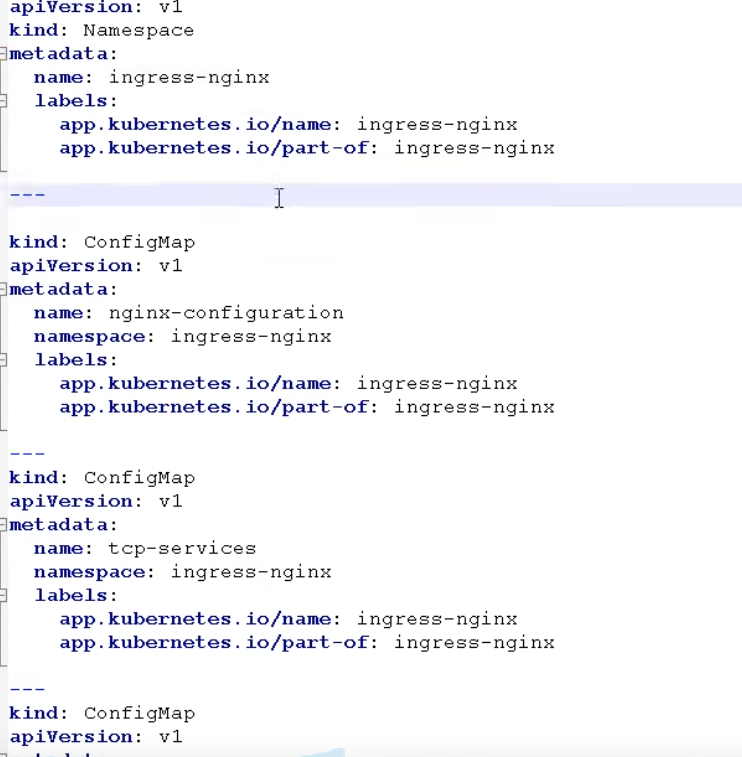 apiVersion: v1
kind: Namespace
metadata:
  name: ingress-nginx
  labels:
    app.kubernetes.io/name: ingress-nginx
    app.kubernetes.io/part-of: ingress-nginx
---
kind: ConfigMap
apiVersion: v1
metadata:
  name: nginx-configuration
  namespace: ingress-nginx
  labels:
    app.kubernetes.io/name: ingress-nginx
    app.kubernetes.io/part-of: ingress-nginx
---
kind: ConfigMap
apiVersion: v1
metadata:
  name: tcp-services
  namespace: ingress-nginx
  labels:
    app.kubernetes.io/name: ingress-nginx
    app.kubernetes.io/part-of: ingress-nginx
---
kind: ConfigMap
apiVersion: v1